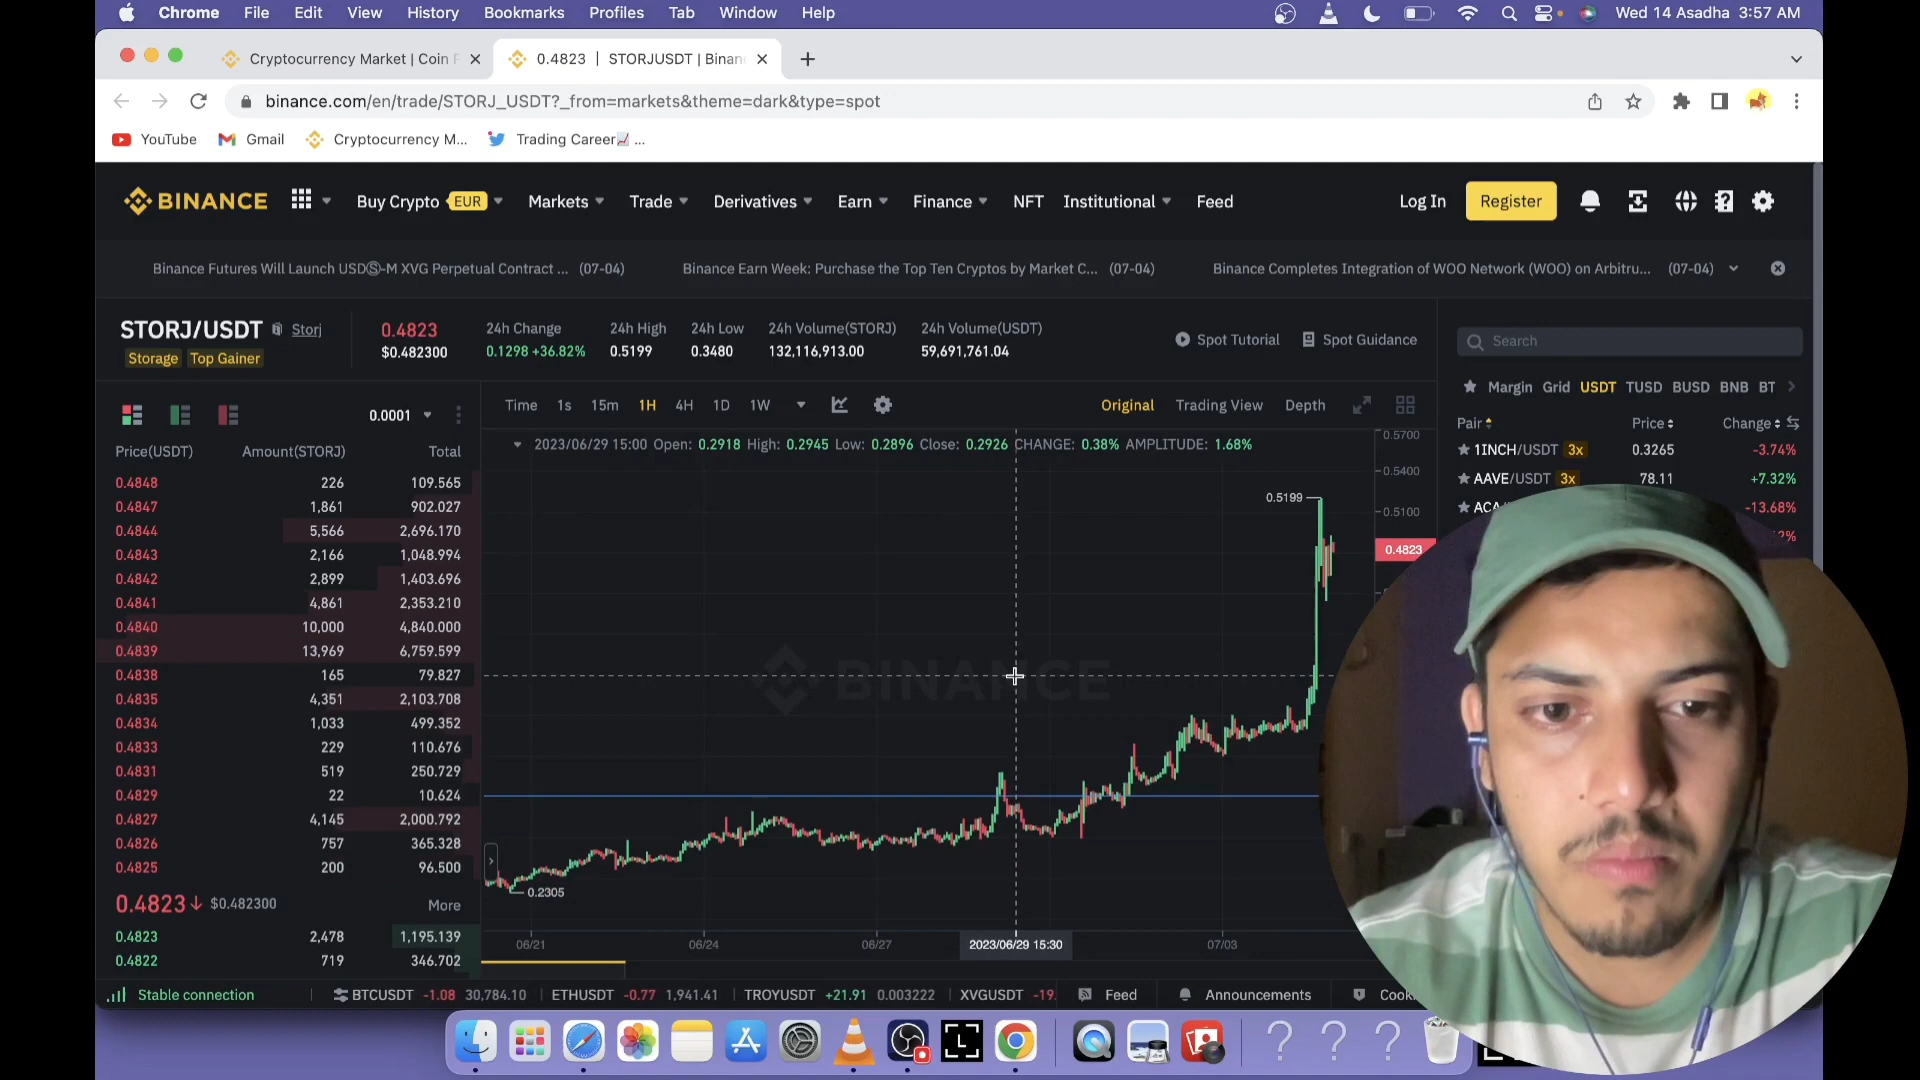 Chrome File Edit View History Bookmarks Profiles Tab Window Help Wed 14 Asadha 3:57 AM
Cryptocurrency Market | Coin 0.4823 | STORJUSDT | Binan
binance.com/en/trade/STORJ_USDT?_from=markets&theme=dark&type=spot
YouTube Gmail Cryptocurrency M... Trading Career ...
BINANCE Buy Crypto EUR Markets Trade Derivatives Earn Finance NFT Institutional Feed Log In Register
Binance Futures Will Launch USDⓈ-M XVG Perpetual Contract ... (07-04) Binance Earn Week: Purchase the Top Ten Cryptos by Market C... (07-04) Binance Completes Integration of WOO Network (WOO) on Arbitru... (07-04)
STORJ/USDT Storj 0.4823 24h Change 24h High 24h Low 24h Volume(STORJ) 24h Volume(USDT) Spot Tutorial Spot Guidance Search
Storage Top Gainer $0.482300 0.1298 +36.82% 0.5199 0.3480 132,116,913.00 59,691,761.04
Margin Grid USDT TUSD BUSD BNB BT
0.0001 Time 1s 15m 1H 4H 1D 1W Original Trading View Depth
Pair Price Change
Price(USDT) Amount(STORJ) Total 2023/06/29 15:00 Open: 0.2918 High: 0.2945 Low: 0.2896 Close: 0.2926 CHANGE: 0.38% AMPLITUDE: 1.68% 0.5700
1INCH/USDT 3x 0.3265 -3.74%
0.5400
AAVE/USDT 3x 78.11 +7.32%
0.4848 226 109.565
0.5199
0.4847 1,861 902.027 0.5100 ACA -13.68%
0.4844 5,566 2,696.170
0.4843 2,166 1,048.994 0.4823
0.4842 2,899 1,403.696
0.4841 4,861 2,353.210
0.4840 10,000 4,840.000
0.4839 13,969 6,759.599
0.4838 165 79.827 BINANCE
0.4835 4,351 2,103.708
0.4834 1,033 499.352
0.4833 229 110.676
0.4831 519 250.729
0.4829 22 10.624
0.4827 4,145 2,000.792
0.4826 757 365.328
0.4825 200 96.500
0.2305
0.4823 $0.482300 More
0.4823 2,478 1,195.139 06/21 06/24 06/27 2023/06/29 15:30 07/03
0.4822 719 346.702
Stable connection BTCUSDT -1.08 30,784.10 ETHUSDT -0.77 1,941.41 TROYUSDT +21.91 0.003222 XVGUSDT -19. Feed Announcements Cook